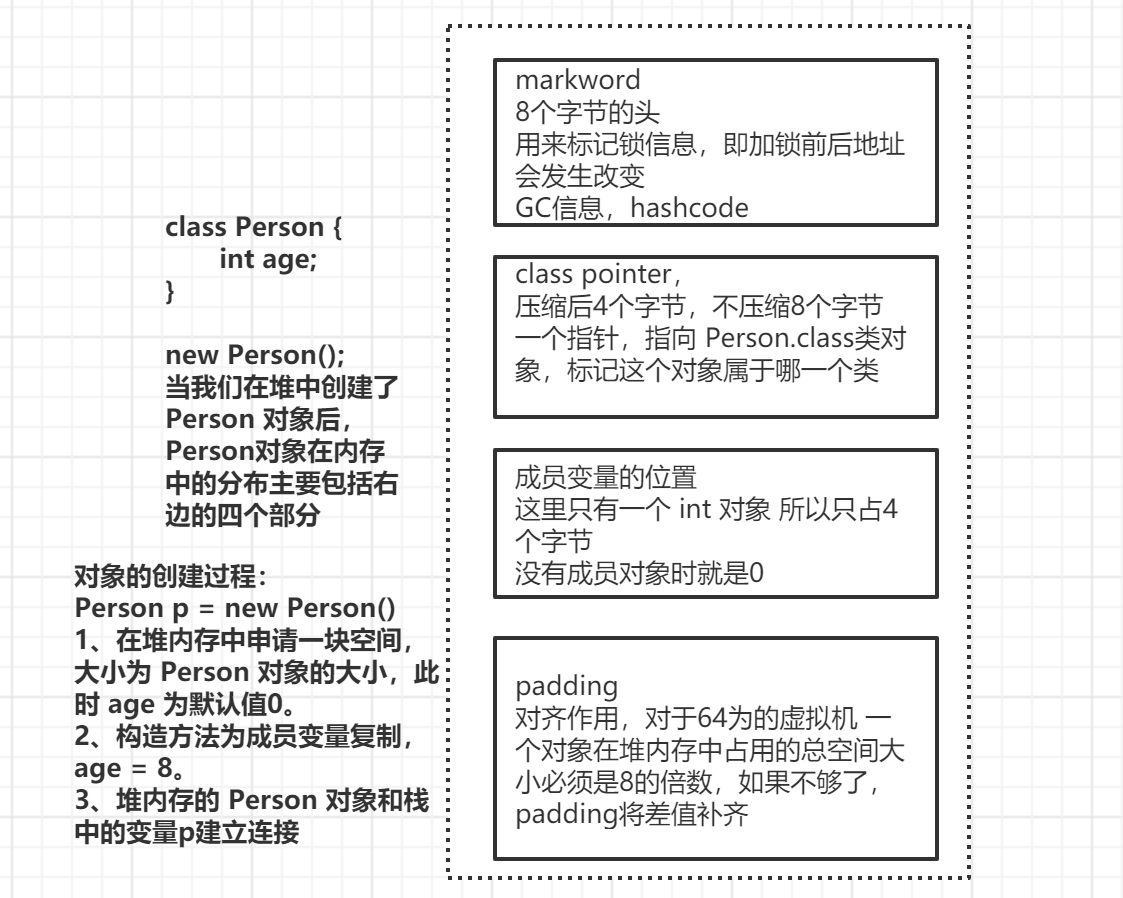 class Person {
int age;
}
new Person();
当我们在堆中创建了
Person 对象后，
Person对象在内存
中的分布主要包括右
边的四个部分
对象的创建过程：
Person p = new Person()
1、在堆内存中申请一块空间，
大小为 Person 对象的大小，此
时 age 为默认值0。
2、构造方法为成员变量复制，
age = 8。
3、堆内存的 Person 对象和栈
中的变量p建立连接
markword
8个字节的头
用来标记锁信息，即加锁前后地址
会发生改变
GC信息，hashcode
class pointer，
压缩后4个字节，不压缩8个字节
一个指针，指向 Person.class类对
象，标记这个对象属于哪一个类
成员变量的位置
这里只有一个 int 对象 所以只占4
个字节
没有成员对象时就是0
padding
对齐作用，对于64为的虚拟机 一
个对象在堆内存中占用的总空间大
小必须是8的倍数，如果不够了，
padding将差值补齐